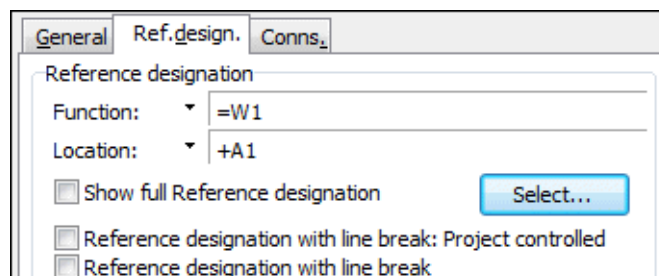 General Ref.design. Conns.
Reference designation
Function: =W1
Location: +A1
Show full Reference designation Select...
Reference designation with line break: Project controlled
Reference designation with line break